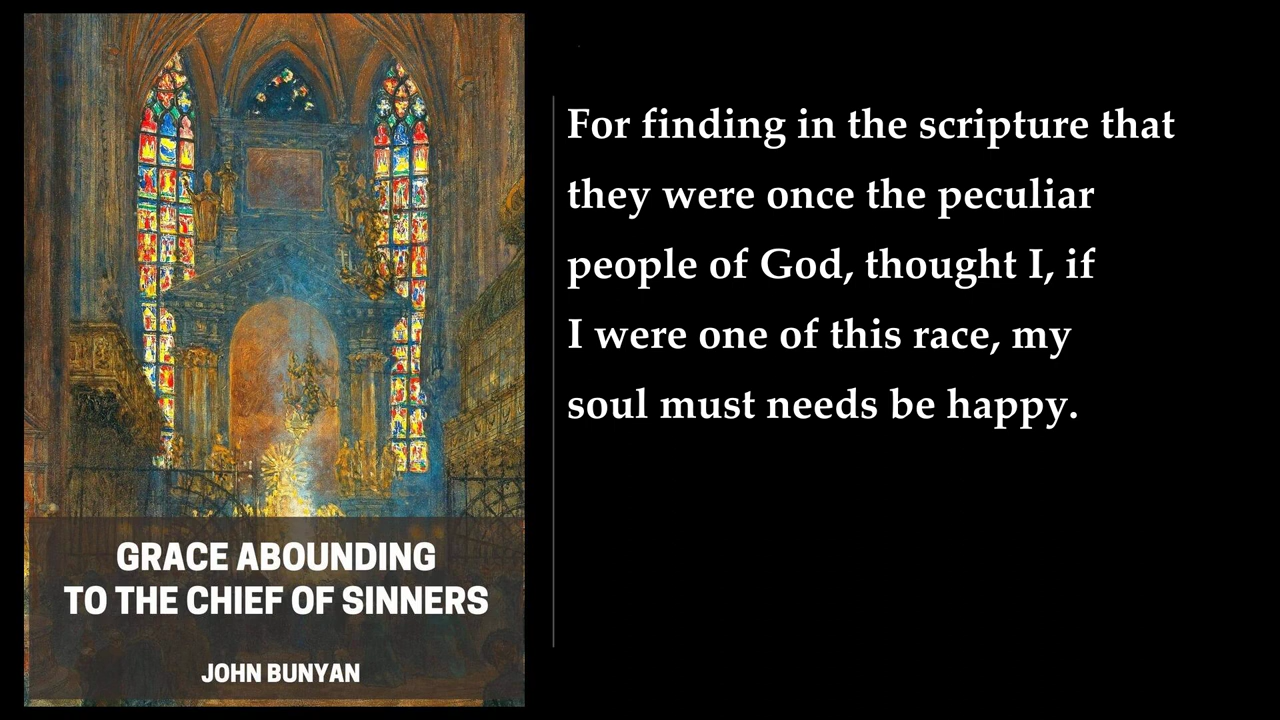 GRACE ABOUNDING
TO THE CHIEF OF SINNERS
JOHN BUNYAN
For finding in the scripture that
they were once the peculiar
people of God, thought I, if
I were one of this race, my
soul must needs be happy.